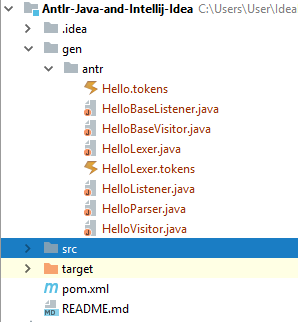 Antlr-Java-and-Intellij-Idea C:\Users\User\Idea
.idea
gen
antr
Hello.tokens
HelloBaseListener.java
HelloBaseVisitor.java
HelloLexer.java
HelloLexer.tokens
HelloListener.java
HelloParser.java
HelloVisitor.java
src
target
pom.xml
README.md